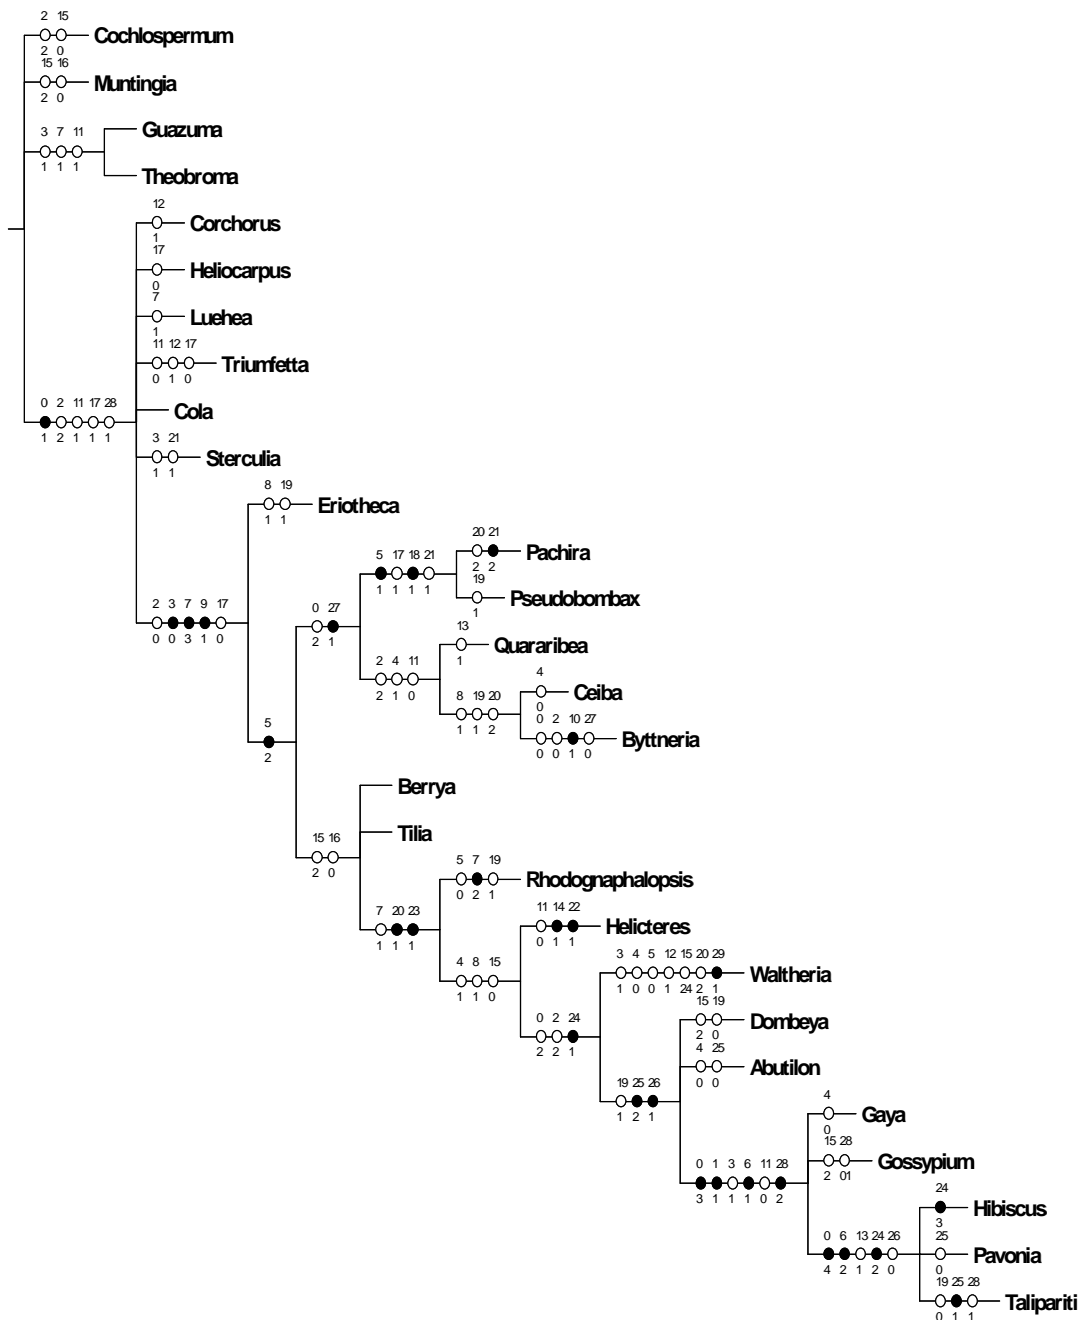 2 15
Cochlospermum
2 0
15 16
Muntingia
2 0
3 7 11
Guazuma
1 1 1
Theobroma
12
Corchorus
1
17
Heliocarpus
0
7
Luehea
1
11 12 17
Triumfetta
0 1 0
0 2 11 17 28
Cola
1 2 1 1 1
3 21
Sterculia
1 1
8 19
Eriotheca
1 1
20 21
Pachira
2 2
5 17 18 21
1 1 1 1
19
Pseudobombax
1
2 3 7 9 17
0 0 3 1 0
0 27
2 1
13
Quararibea
1
2 4 11
2 1 0
4
Ceiba
0
8 19 20
1 1 2
0 2 10 27
Byttneria
0 0 1 0
5
2
Berrya
Tilia
15 16
2 0
5 7 19
Rhodognaphalopsis
0 2 1
7 20 23
1 1 1
11 14 22
Helicteres
0 1 1
4 8 15
1 1 0
3 4 5 12 15 20 29
Waltheria
1 0 0 1 24 2 1
0 2 24
2 2 1
15 19
Dombeya
2 0
4 25
Abutilon
0 0
19 25 26
1 2 1
4
Gaya
0
15 28
Gossypium
2 01
0 1 3 6 11 28
3 1 1 1 0 2
24
Hibiscus
3
0 6 13 24 26
4 2 1 2 0
25
Pavonia
0
19 25 28
Talipariti
0 1 1